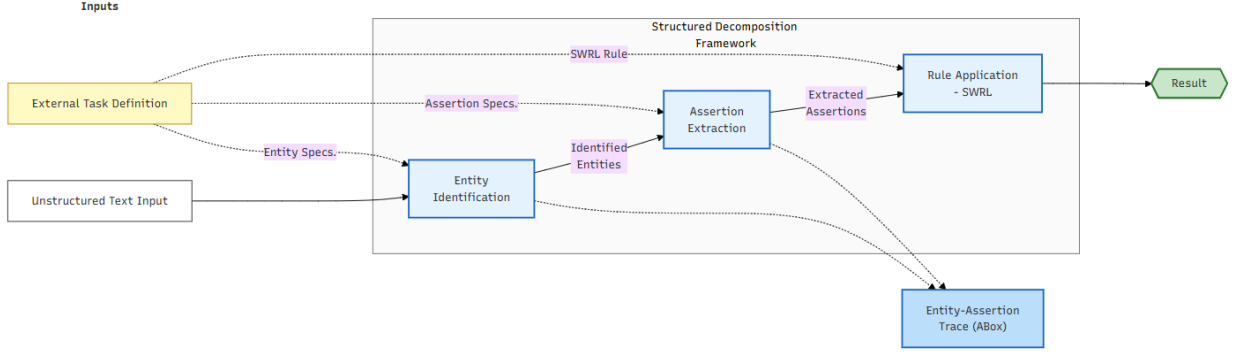 Inputs
Structured Decomposition
Framework
SWRL Rule
Rule Application
- SWRL
Result
External Task Definition
Assertion Specs.
Assertion
Extraction
Extracted
Assertions
Entity Specs.
Identified
Entities
Entity
Identification
Unstructured Text Input
Entity-Assertion
Trace (ABox)